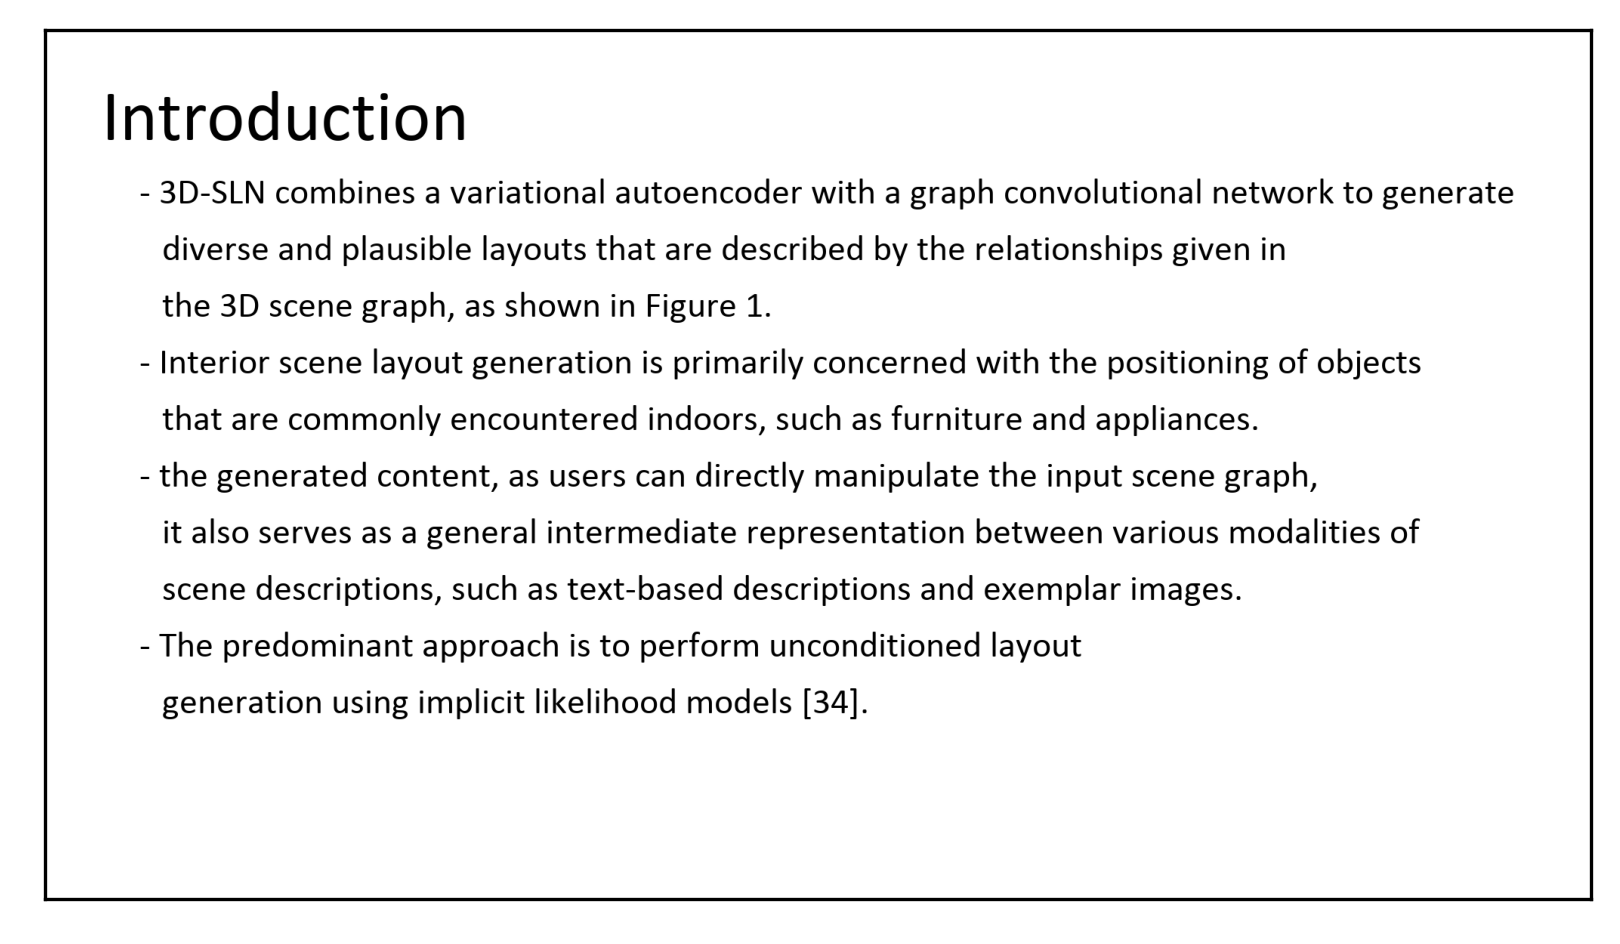 Introduction
- 3D-SLN combines a variational autoencoder with a graph convolutional network to generate
diverse and plausible layouts that are described by the relationships given in
the 3D scene graph, as shown in Figure 1.
- Interior scene layout generation is primarily concerned with the positioning of objects
that are commonly encountered indoors, such as furniture and appliances.
- the generated content, as users can directly manipulate the input scene graph,
it also serves as a general intermediate representation between various modalities of
scene descriptions, such as text-based descriptions and exemplar images.
- The predominant approach is to perform unconditioned layout
generation using implicit likelihood models [34].